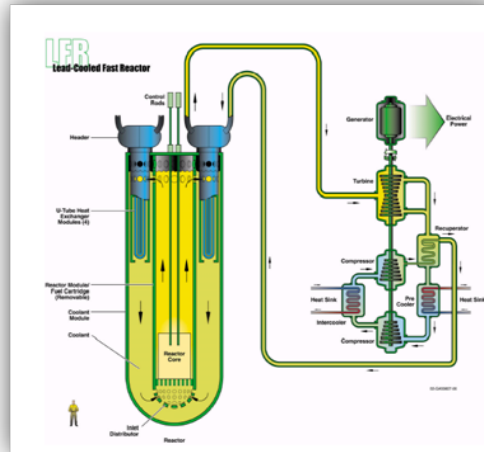 LFR
Lead-Cooled Fast Reactor
Control
Rods
Header
U-Tube Heat
Exchanger
Modules (4)
Reactor Module/
Fuel Cartridge
(Removable)
Coolant
Module
Coolant
Reactor
Core
Inlet
Distributor
Reactor
Generator
Electrical
Power
Turbine
Recuperator
Compressor
Heat Sink
Pre
Cooler
Heat Sink
Intercooler
Compressor